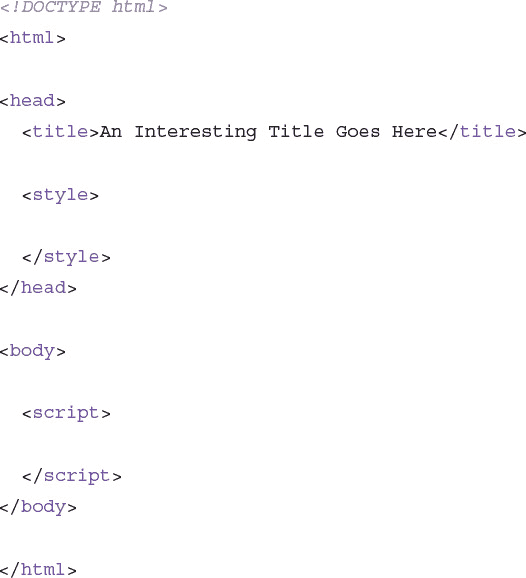 <!DOCTYPE html>
<html>
<head>
<title>An Interesting Title Goes Here</title>
<style>
</style>
</head>
<body>
<script>
</script>
</body>
</html>